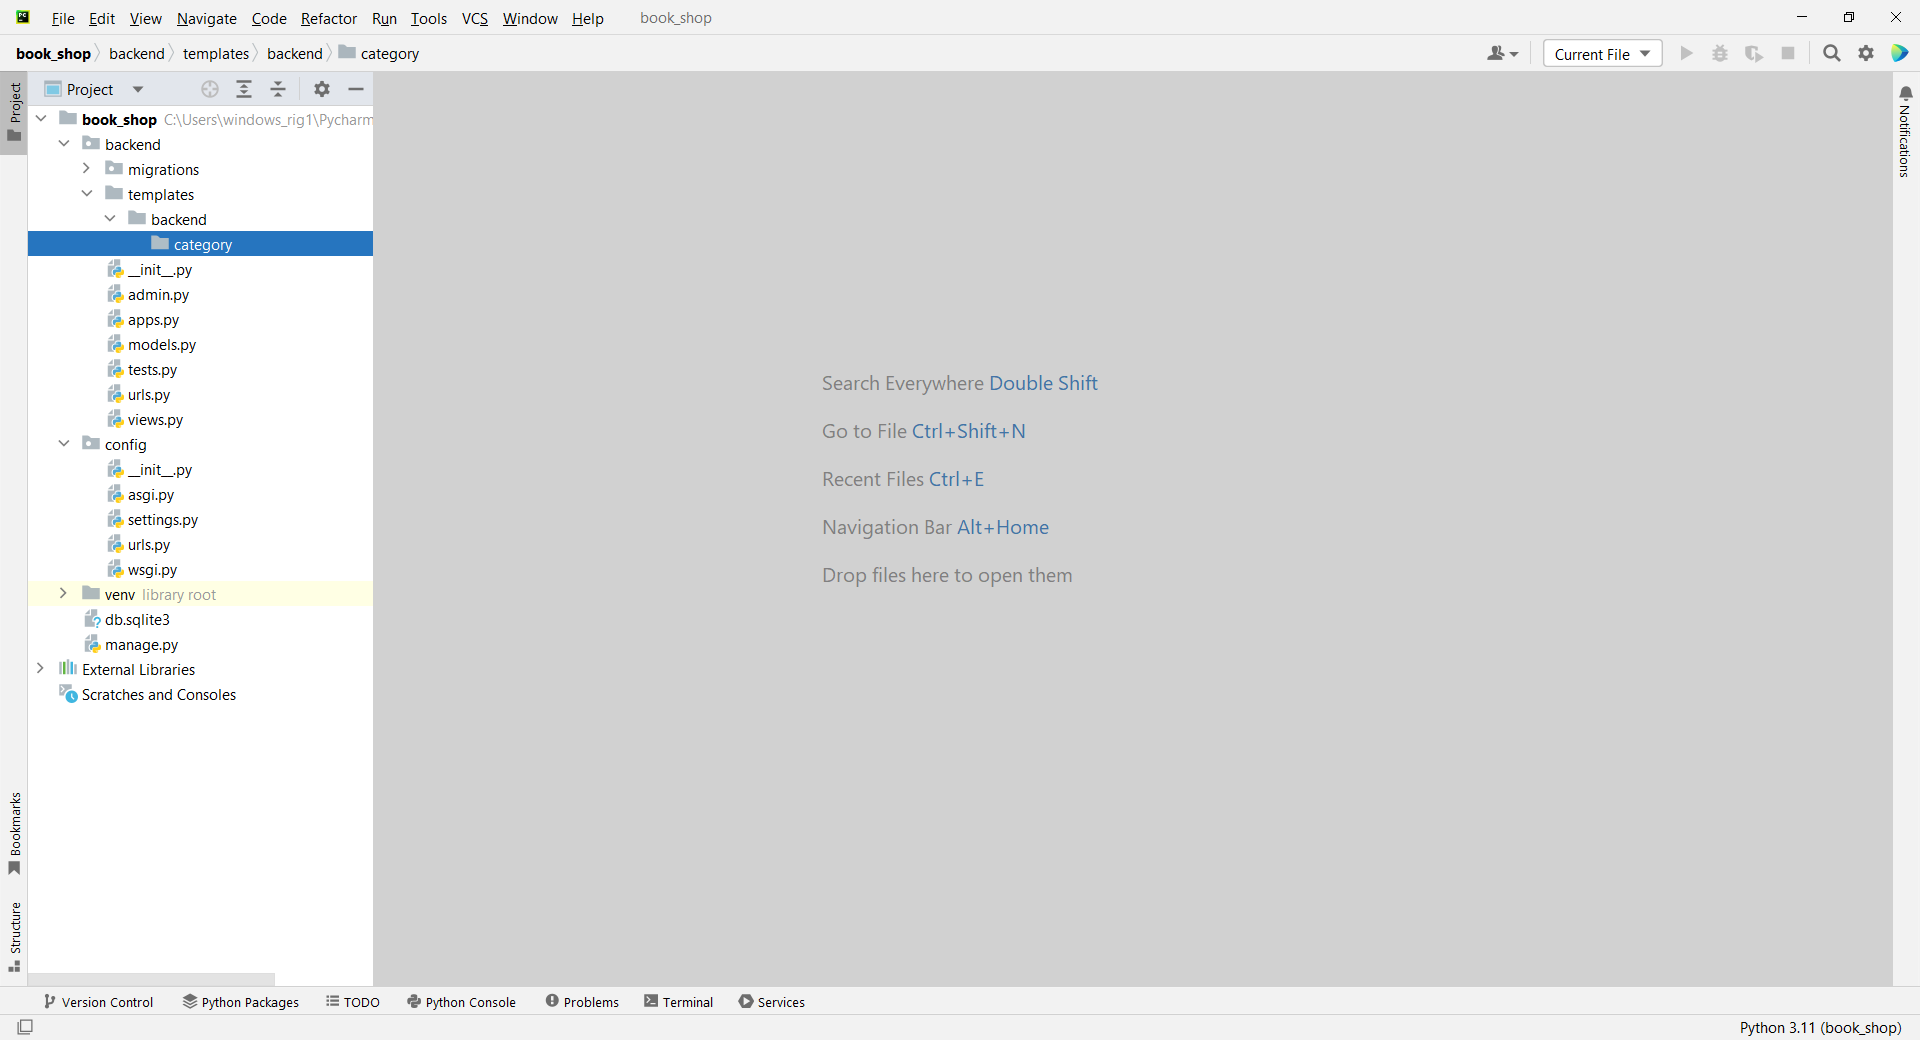 File Edit View Navigate Code Refactor Run Tools VCS Window Help book_shop
book_shop backend templates backend category
Current File
Project
Project
book_shop C:\Users\windows_rig1\Pycharm
backend
migrations
templates
backend
category
__init__.py
admin.py
apps.py
models.py
tests.py
urls.py
views.py
config
__init__.py
asgi.py
settings.py
urls.py
wsgi.py
venv library root
db.sqlite3
manage.py
External Libraries
Scratches and Consoles
Bookmarks
Structure
Search Everywhere Double Shift
Go to File Ctrl+Shift+N
Recent Files Ctrl+E
Navigation Bar Alt+Home
Drop files here to open them
Notifications
Version Control Python Packages TODO Python Console Problems Terminal Services
Python 3.11 (book_shop)